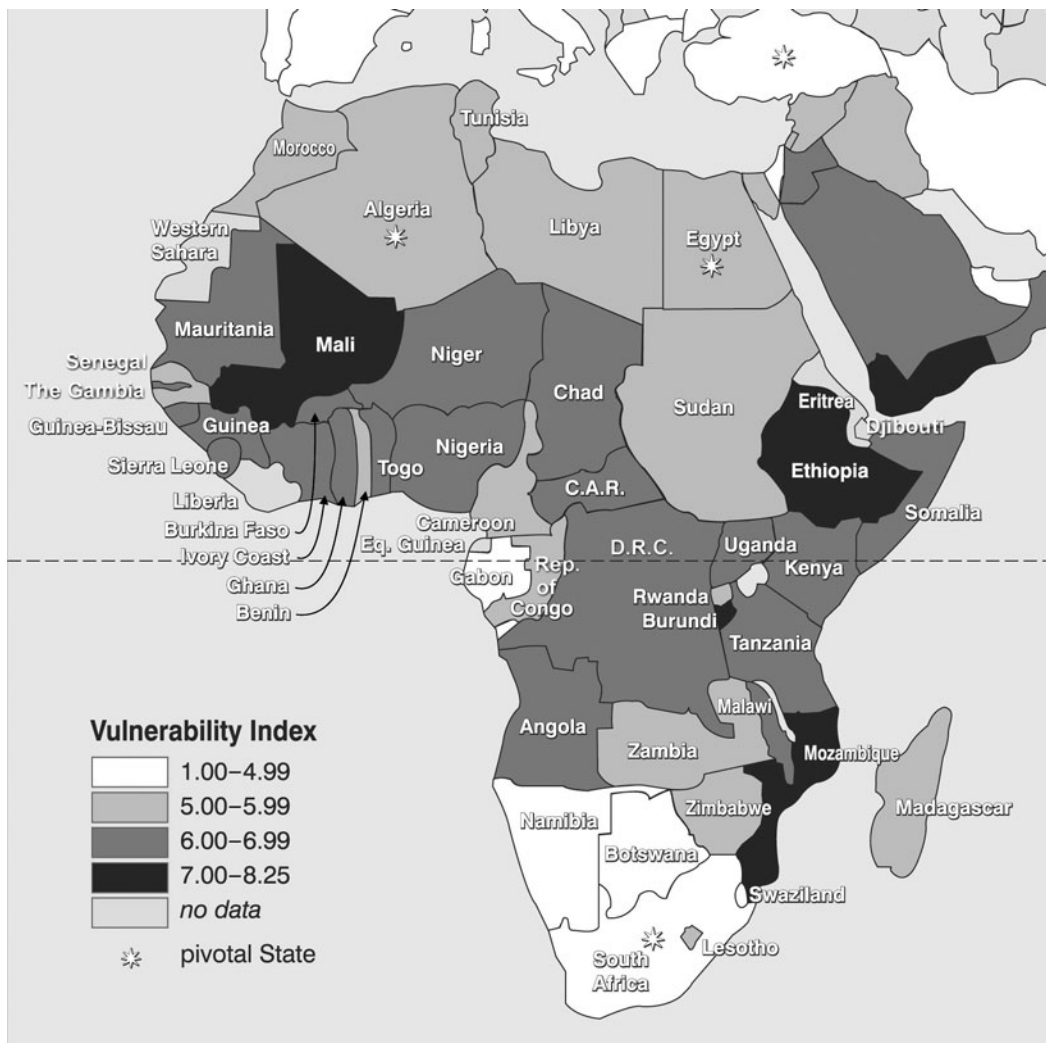 Tunisia
Morocco
Algeria
Libya
Egypt
Western
Sahara
Mauritania
Mali
Niger
Chad
Sudan
Eritrea
Djibouti
Senegal
The Gambia
Guinea-Bissau
Guinea
Sierra Leone
Liberia
Burkina Faso
Ivory Coast
Ghana
Benin
Togo
Nigeria
C.A.R.
Ethiopia
Somalia
Cameroon
Eq. Guinea
Gabon
Rep.
of
Congo
D.R.C.
Uganda
Kenya
Rwanda
Burundi
Tanzania
Angola
Zambia
Malawi
Mozambique
Zimbabwe
Madagascar
Namibia
Botswana
Swaziland
South
Africa
Lesotho
Vulnerability Index
1.00–4.99
5.00–5.99
6.00–6.99
7.00–8.25
no data
pivotal State